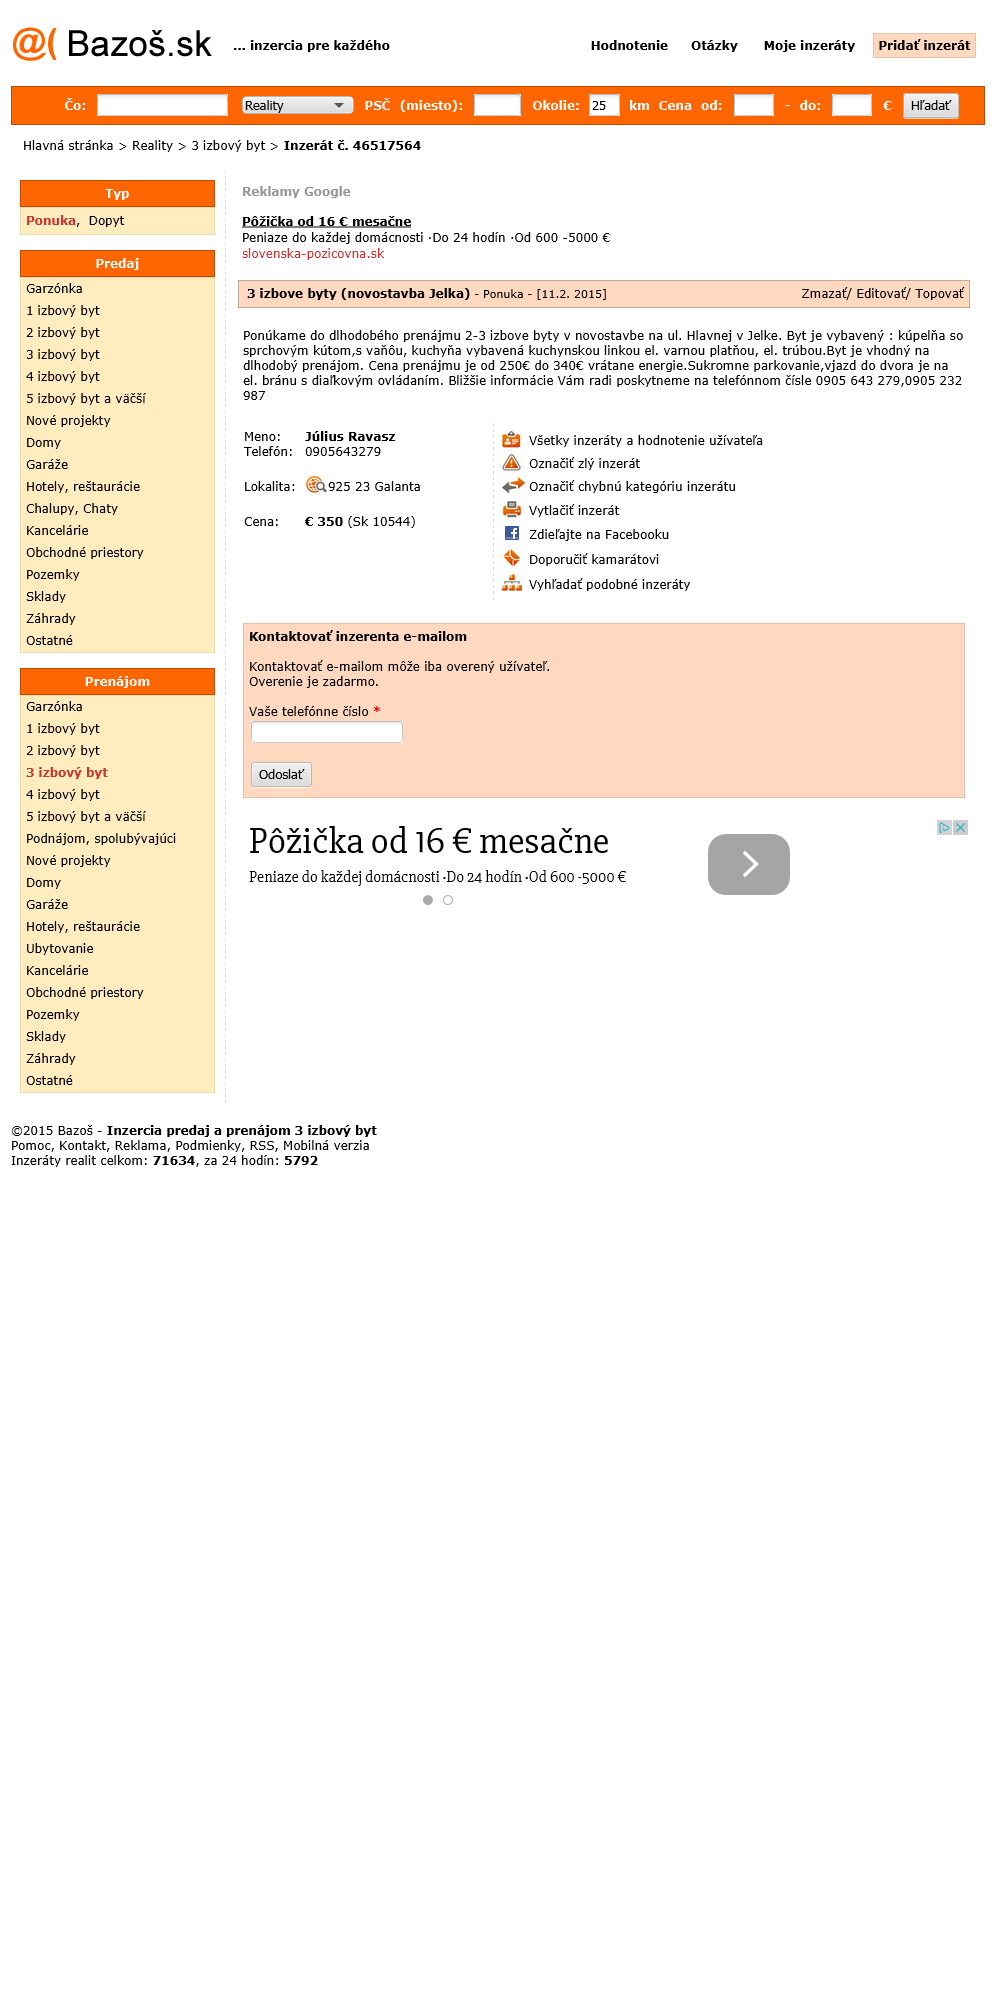 @( Bazoš.sk
... inzercia pre každého
Hodnotenie Otázky Moje inzeráty Pridať inzerát
Čo: Reality PSČ (miesto): Okolie: 25 km Cena od: - do: € Hľadať
Hlavná stránka > Reality > 3 izbový byt > Inzerát č. 46517564
Typ
Ponuka, Dopyt
Predaj
Garzónka
1 izbový byt
2 izbový byt
3 izbový byt
4 izbový byt
5 izbový byt a väčší
Nové projekty
Domy
Garáže
Hotely, reštaurácie
Chalupy, Chaty
Kancelárie
Obchodné priestory
Pozemky
Sklady
Záhrady
Ostatné
Prenájom
Garzónka
1 izbový byt
2 izbový byt
3 izbový byt
4 izbový byt
5 izbový byt a väčší
Podnájom, spolubývajúci
Nové projekty
Domy
Garáže
Hotely, reštaurácie
Ubytovanie
Kancelárie
Obchodné priestory
Pozemky
Sklady
Záhrady
Ostatné
Reklamy Google
Pôžička od 16 € mesačne
Peniaze do každej domácnosti ·Do 24 hodín ·Od 600 -5000 €
slovenska-pozicovna.sk
3 izbove byty (novostavba Jelka) - Ponuka - [11.2. 2015] Zmazať/ Editovať/ Topovať
Ponúkame do dlhodobého prenájmu 2-3 izbove byty v novostavbe na ul. Hlavnej v Jelke. Byt je vybavený : kúpelňa so
sprchovým kútom,s vaňôu, kuchyňa vybavená kuchynskou linkou el. varnou platňou, el. trúbou.Byt je vhodný na
dlhodobý prenájom. Cena prenájmu je od 250€ do 340€ vrátane energie.Sukromne parkovanie,vjazd do dvora je na
el. bránu s diaľkovým ovládaním. Bližšie informácie Vám radi poskytneme na telefónnom čísle 0905 643 279,0905 232
987
Meno: Július Ravasz
Telefón: 0905643279
Lokalita: 925 23 Galanta
Cena: € 350 (Sk 10544)
Všetky inzeráty a hodnotenie užívateľa
Označiť zlý inzerát
Označiť chybnú kategóriu inzerátu
Vytlačiť inzerát
Zdieľajte na Facebooku
Doporučiť kamarátovi
Vyhľadať podobné inzeráty
Kontaktovať inzerenta e-mailom
Kontaktovať e-mailom môže iba overený užívateľ.
Overenie je zadarmo.
Vaše telefónne číslo *
Odoslať
Pôžička od 16 € mesačne
Peniaze do každej domácnosti ·Do 24 hodín ·Od 600 -5000 €
©2015 Bazoš - Inzercia predaj a prenájom 3 izbový byt
Pomoc, Kontakt, Reklama, Podmienky, RSS, Mobilná verzia
Inzeráty realit celkom: 71634, za 24 hodín: 5792